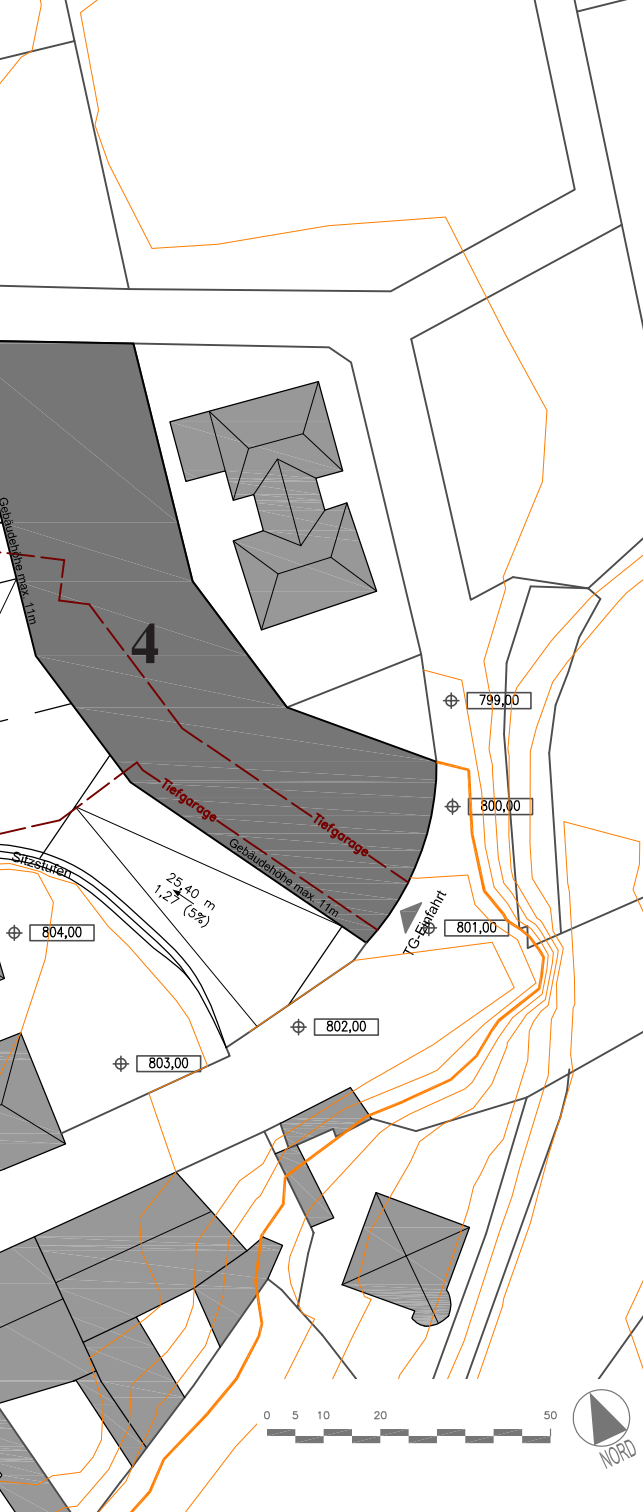 Gebäudehöhe max. 11m
4
799,00
Tiefgarage
Tiefgarage
800,00
Gebäudehöhe max. 11m
Sitzstufen
25,40 m
1,27 (5%)
TG-Einfahrt
804,00
801,00
802,00
803,00
0 5 10 20 50
NORD